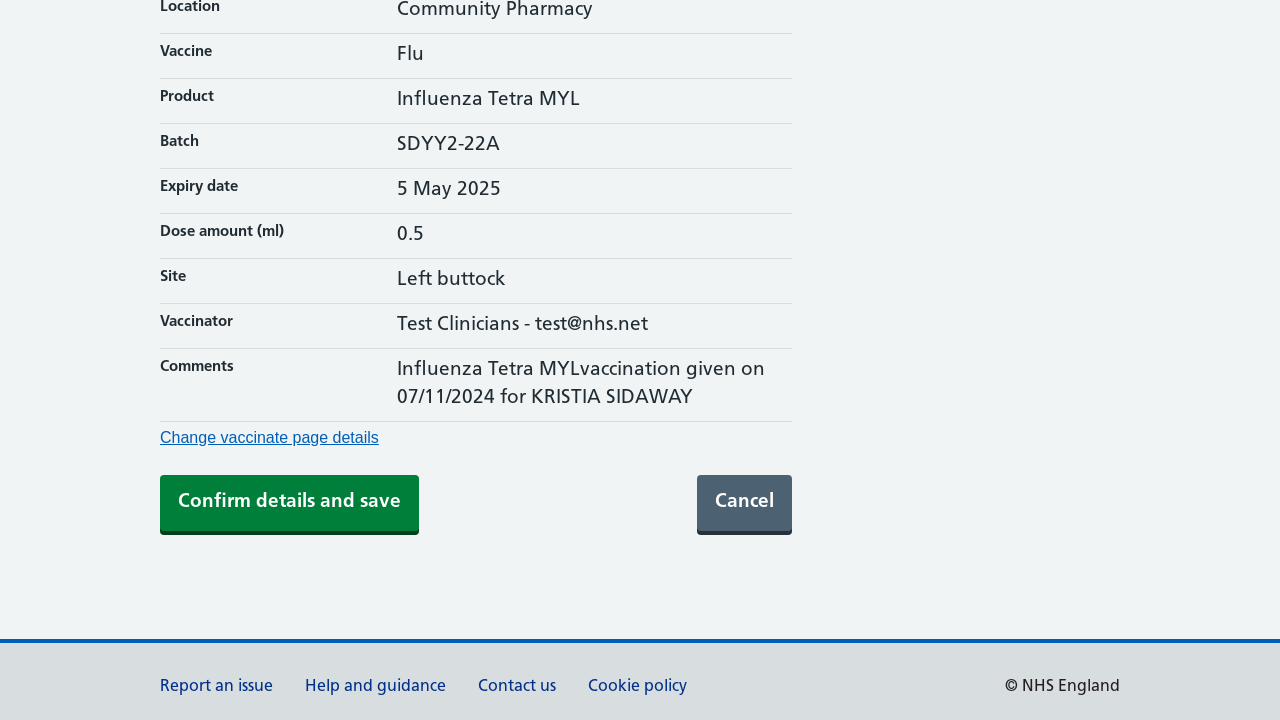 Location Community Pharmacy
Vaccine Flu
Product Influenza Tetra MYL
Batch SDYY2-22A
Expiry date 5 May 2025
Dose amount (ml) 0.5
Site Left buttock
Vaccinator Test Clinicians - test@nhs.net
Comments Influenza Tetra MYLvaccination given on
07/11/2024 for KRISTIA SIDAWAY
Change vaccinate page details
Confirm details and save Cancel
Report an issue Help and guidance Contact us Cookie policy © NHS England